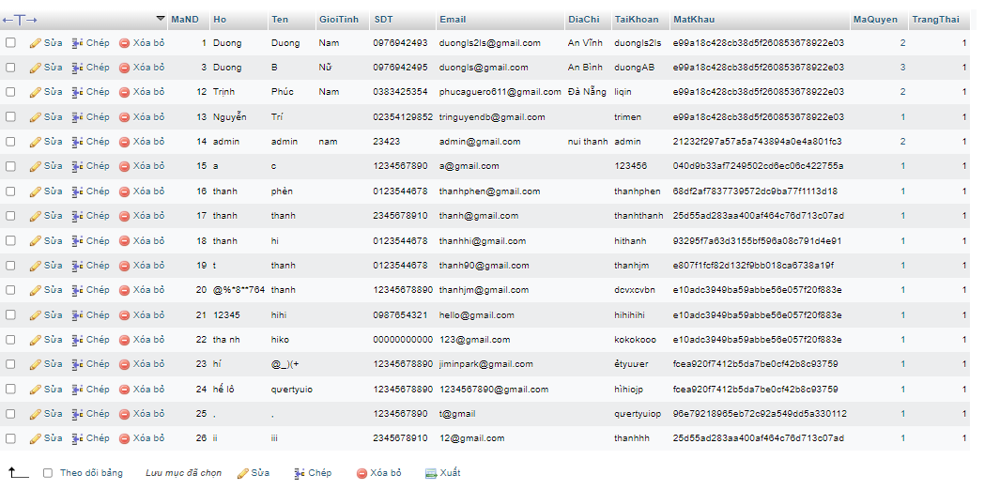 ←T→ MaND Ho Ten GioiTinh SDT Email DiaChi TaiKhoan MatKhau MaQuyen TrangThai
Sửa Chép Xóa bỏ 1 Duong Duong Nam 0976942493 duongls2ls@gmail.com An Vĩnh duongls2ls e99a18c428cb38d5f260853678922e03 2 1
Sửa Chép Xóa bỏ 3 Duong B Nữ 0976942495 duongls@gmail.com An Bình duongAB e99a18c428cb38d5f260853678922e03 3 1
Sửa Chép Xóa bỏ 12 Trịnh Phúc Nam 0383425354 phucaguero611@gmail.com Đà Nẵng liqin e99a18c428cb38d5f260853678922e03 2 1
Sửa Chép Xóa bỏ 13 Nguyễn Trí 02354129852 tringuyendb@gmail.com trimen e99a18c428cb38d5f260853678922e03 1 1
Sửa Chép Xóa bỏ 14 admin admin nam 23423 admin@gmail.com nui thanh admin 21232f297a57a5a743894a0e4a801fc3 2 1
Sửa Chép Xóa bỏ 15 a c 1234567890 a@gmail.com 123456 040d9b33af7249502cd6ec06c422755a 1 1
Sửa Chép Xóa bỏ 16 thanh phèn 0123544678 thanhphen@gmail.com thanhphen 68df2af7837739572dc9ba77f1113d18 1 1
Sửa Chép Xóa bỏ 17 thanh thanh 2345678910 thanh@gmail.com thanhthanh 25d55ad283aa400af464c76d713c07ad 1 1
Sửa Chép Xóa bỏ 18 thanh hi 0123544678 thanhhi@gmail.com hithanh 93295f7a63d3155bf596a08c791d4e91 1 1
Sửa Chép Xóa bỏ 19 t thanh 0123544678 thanh90@gmail.com thanhjm e807f1fcf82d132f9bb018ca6738a19f 1 1
Sửa Chép Xóa bỏ 20 @%*8**764 thanh 12345678890 thanhjm@gmail.com dcvxcvbn e10adc3949ba59abbe56e057f20f883e 1 1
Sửa Chép Xóa bỏ 21 12345 hihi 0987654321 hello@gmail.com hihihihi e10adc3949ba59abbe56e057f20f883e 1 1
Sửa Chép Xóa bỏ 22 tha nh hiko 00000000000 123@gmail.com kokokooo e10adc3949ba59abbe56e057f20f883e 1 1
Sửa Chép Xóa bỏ 23 hí @_)(+ 12345678890 jiminpark@gmail.com êtyuuer fcea920f7412b5da7be0cf42b8c93759 1 1
Sửa Chép Xóa bỏ 24 hế lô qưertyuio 12345678890 1234567890@gmail.com hìhiojp fcea920f7412b5da7be0cf42b8c93759 1 1
Sửa Chép Xóa bỏ 25 . . 1234567890 t@gmail quertyuiop 96e79218965eb72c92a549dd5a330112 1 1
Sửa Chép Xóa bỏ 26 ii iii 2345678910 12@gmail.com thanhhh 25d55ad283aa400af464c76d713c07ad 1 1
Theo dõi bảng Lưu mục đã chọn Sửa Chép Xóa bỏ Xuất